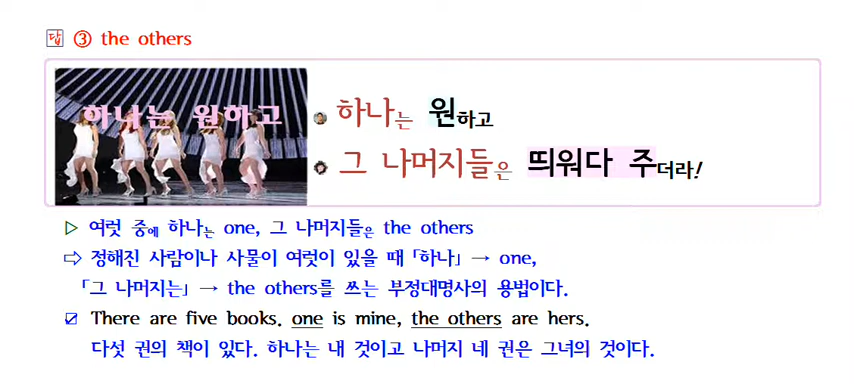 답 ③ the others
하나는 원하고
하나는 원하고
그 나머지들은 띄워다 주더라!
▷ 여럿 중에 하나는 one, 그 나머지들은 the others
⇨ 정해진 사람이나 사물이 여럿이 있을 때 「하나」 → one,
「그 나머지는」 → the others를 쓰는 부정대명사의 용법이다.
☑ There are five books. one is mine, the others are hers.
다섯 권의 책이 있다. 하나는 내 것이고 나머지 네 권은 그녀의 것이다.